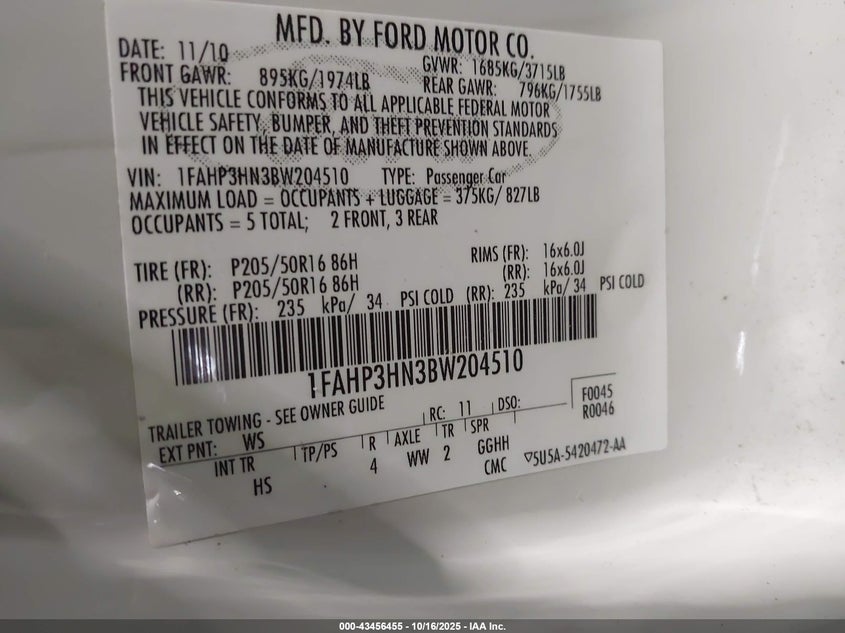 MFD. BY FORD MOTOR CO.
DATE: 11/10 GVWR: 1685KG/3715LB
FRONT GAWR: 895KG/1974LB REAR GAWR: 796KG/1755LB
THIS VEHICLE CONFORMS TO ALL APPLICABLE FEDERAL MOTOR
VEHICLE SAFETY, BUMPER, AND THEFT PREVENTION STANDARDS
IN EFFECT ON THE DATE OF MANUFACTURE SHOWN ABOVE.
VIN: 1FAHP3HN3BW204510 TYPE: Passenger Car
MAXIMUM LOAD = OCCUPANTS + LUGGAGE = 375KG/ 827LB
OCCUPANTS = 5 TOTAL; 2 FRONT, 3 REAR
TIRE (FR): P205/50R16 86H RIMS (FR): 16x6.0J
(RR): P205/50R16 86H (RR): 16x6.0J
PRESSURE (FR): 235 kPa/ 34 PSI COLD (RR): 235 kPa/ 34 PSI COLD
1FAHP3HN3BW204510
TRAILER TOWING - SEE OWNER GUIDE
F0045
R0046
EXT PNT: WS RC: 11 DSO:
INT TR TP/PS R AXLE TR SPR
HS 4 WW 2 GGHH
CMC ▽5U5A-5420472-AA
000-43456455 - 10/16/2025 - IAA Inc.